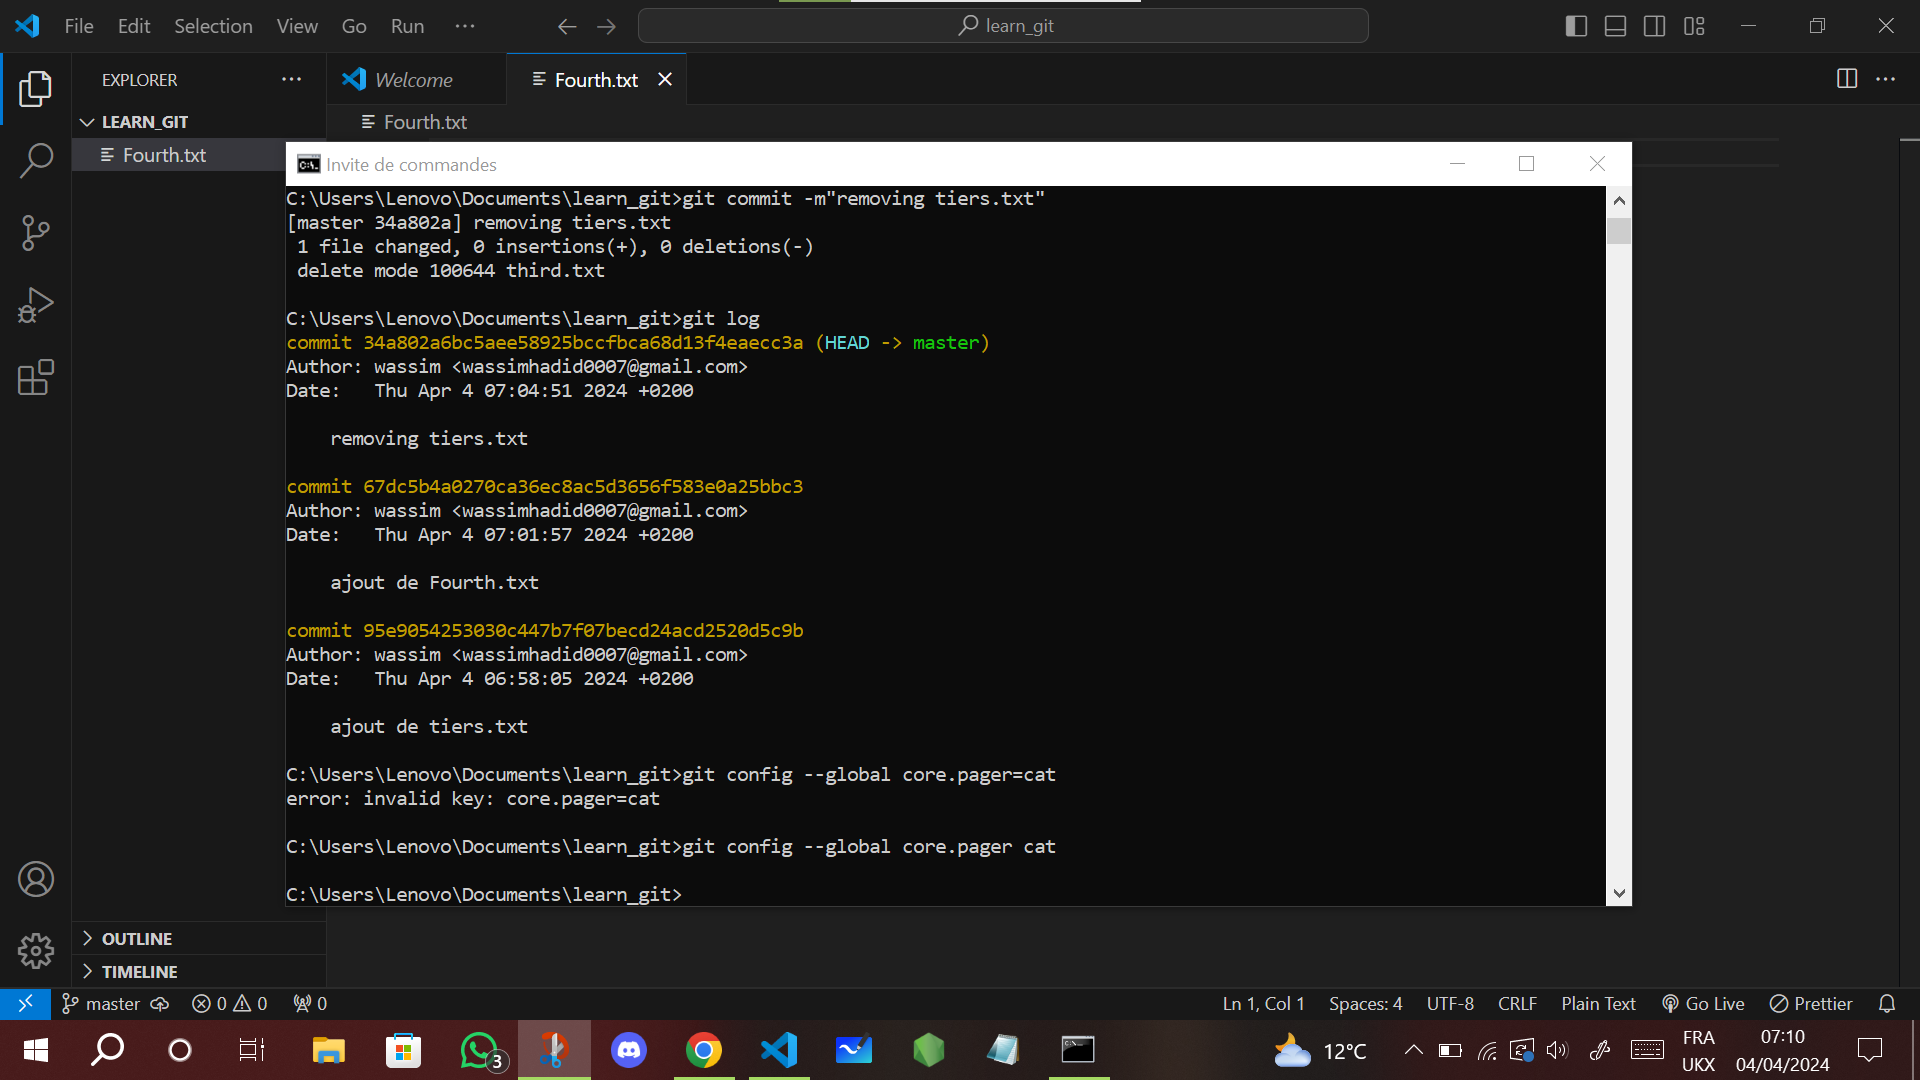 File Edit Selection View Go Run ···
learn_git
EXPLORER ···
Welcome
Fourth.txt
LEARN_GIT
Fourth.txt
Fourth.txt
Invite de commandes
C:\Users\Lenovo\Documents\learn_git>git commit -m"removing tiers.txt"
[master 34a802a] removing tiers.txt
 1 file changed, 0 insertions(+), 0 deletions(-)
 delete mode 100644 third.txt
C:\Users\Lenovo\Documents\learn_git>git log
commit 34a802a6bc5aee58925bccfbca68d13f4eaecc3a (HEAD -> master)
Author: wassim <wassimhadid0007@gmail.com>
Date:   Thu Apr 4 07:04:51 2024 +0200
    removing tiers.txt
commit 67dc5b4a0270ca36ec8ac5d3656f583e0a25bbc3
Author: wassim <wassimhadid0007@gmail.com>
Date:   Thu Apr 4 07:01:57 2024 +0200
    ajout de Fourth.txt
commit 95e9054253030c447b7f07becd24acd2520d5c9b
Author: wassim <wassimhadid0007@gmail.com>
Date:   Thu Apr 4 06:58:05 2024 +0200
    ajout de tiers.txt
C:\Users\Lenovo\Documents\learn_git>git config --global core.pager=cat
error: invalid key: core.pager=cat
C:\Users\Lenovo\Documents\learn_git>git config --global core.pager cat
C:\Users\Lenovo\Documents\learn_git>
OUTLINE
TIMELINE
master 0 0 0 Ln 1, Col 1 Spaces: 4 UTF-8 CRLF Plain Text Go Live Prettier
3
12°C
FRA
UKX
07:10
04/04/2024